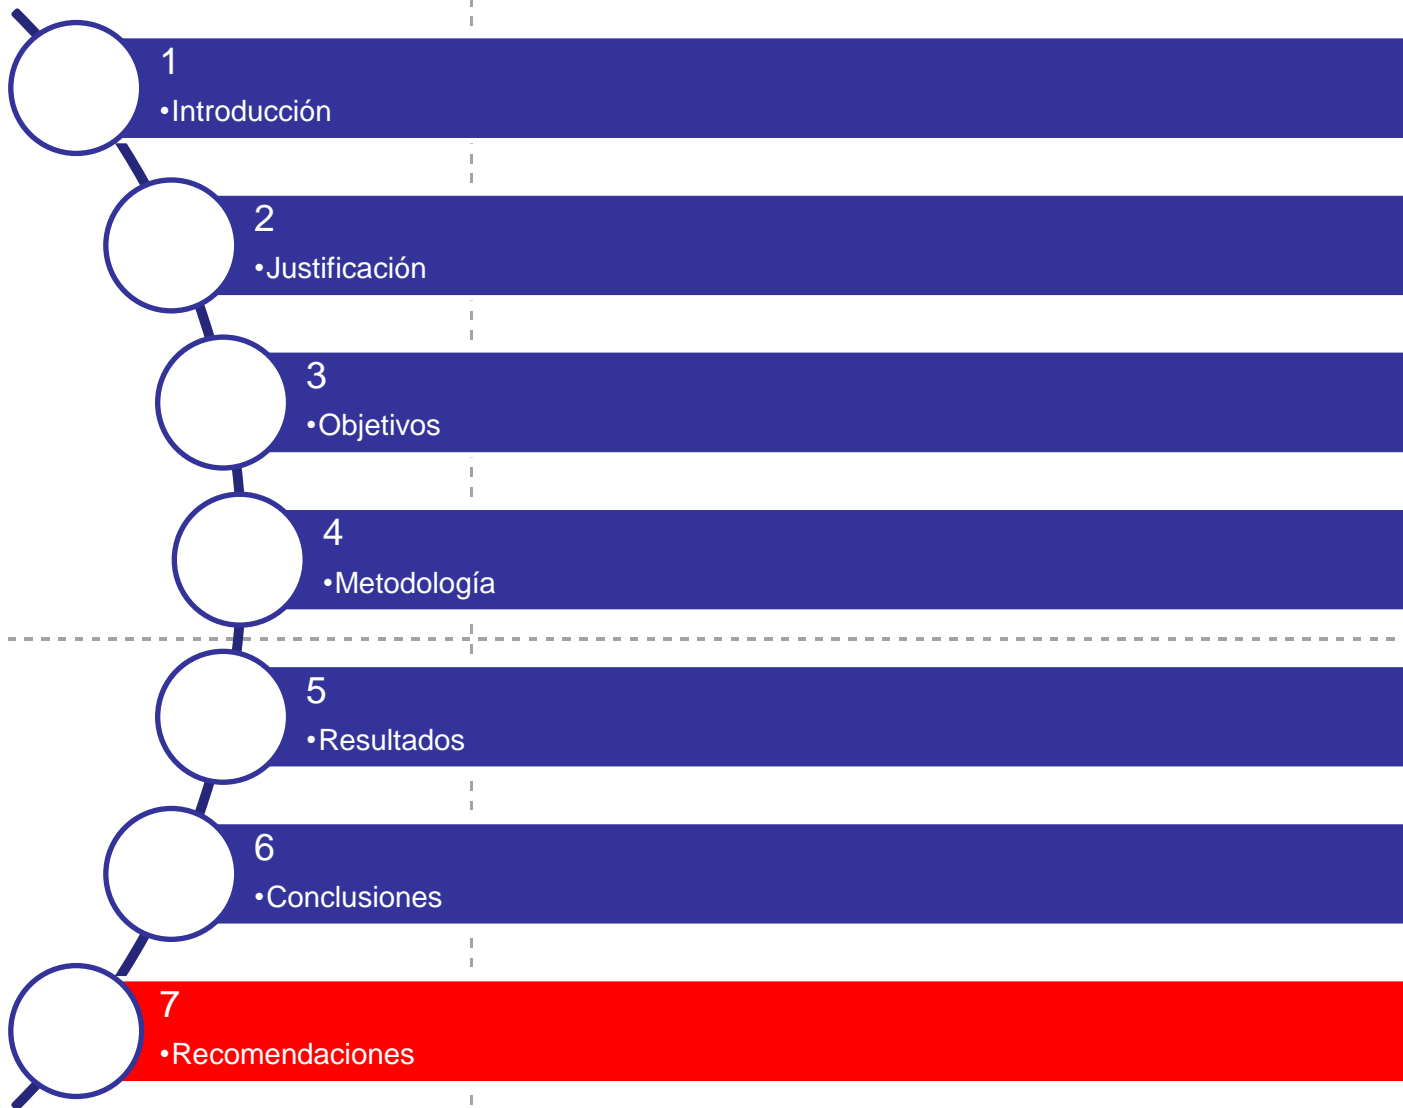 1
•Introducción
2
•Justificación
3
•Objetivos
4
•Metodología
5
•Resultados
6
•Conclusiones
7
•Recomendaciones